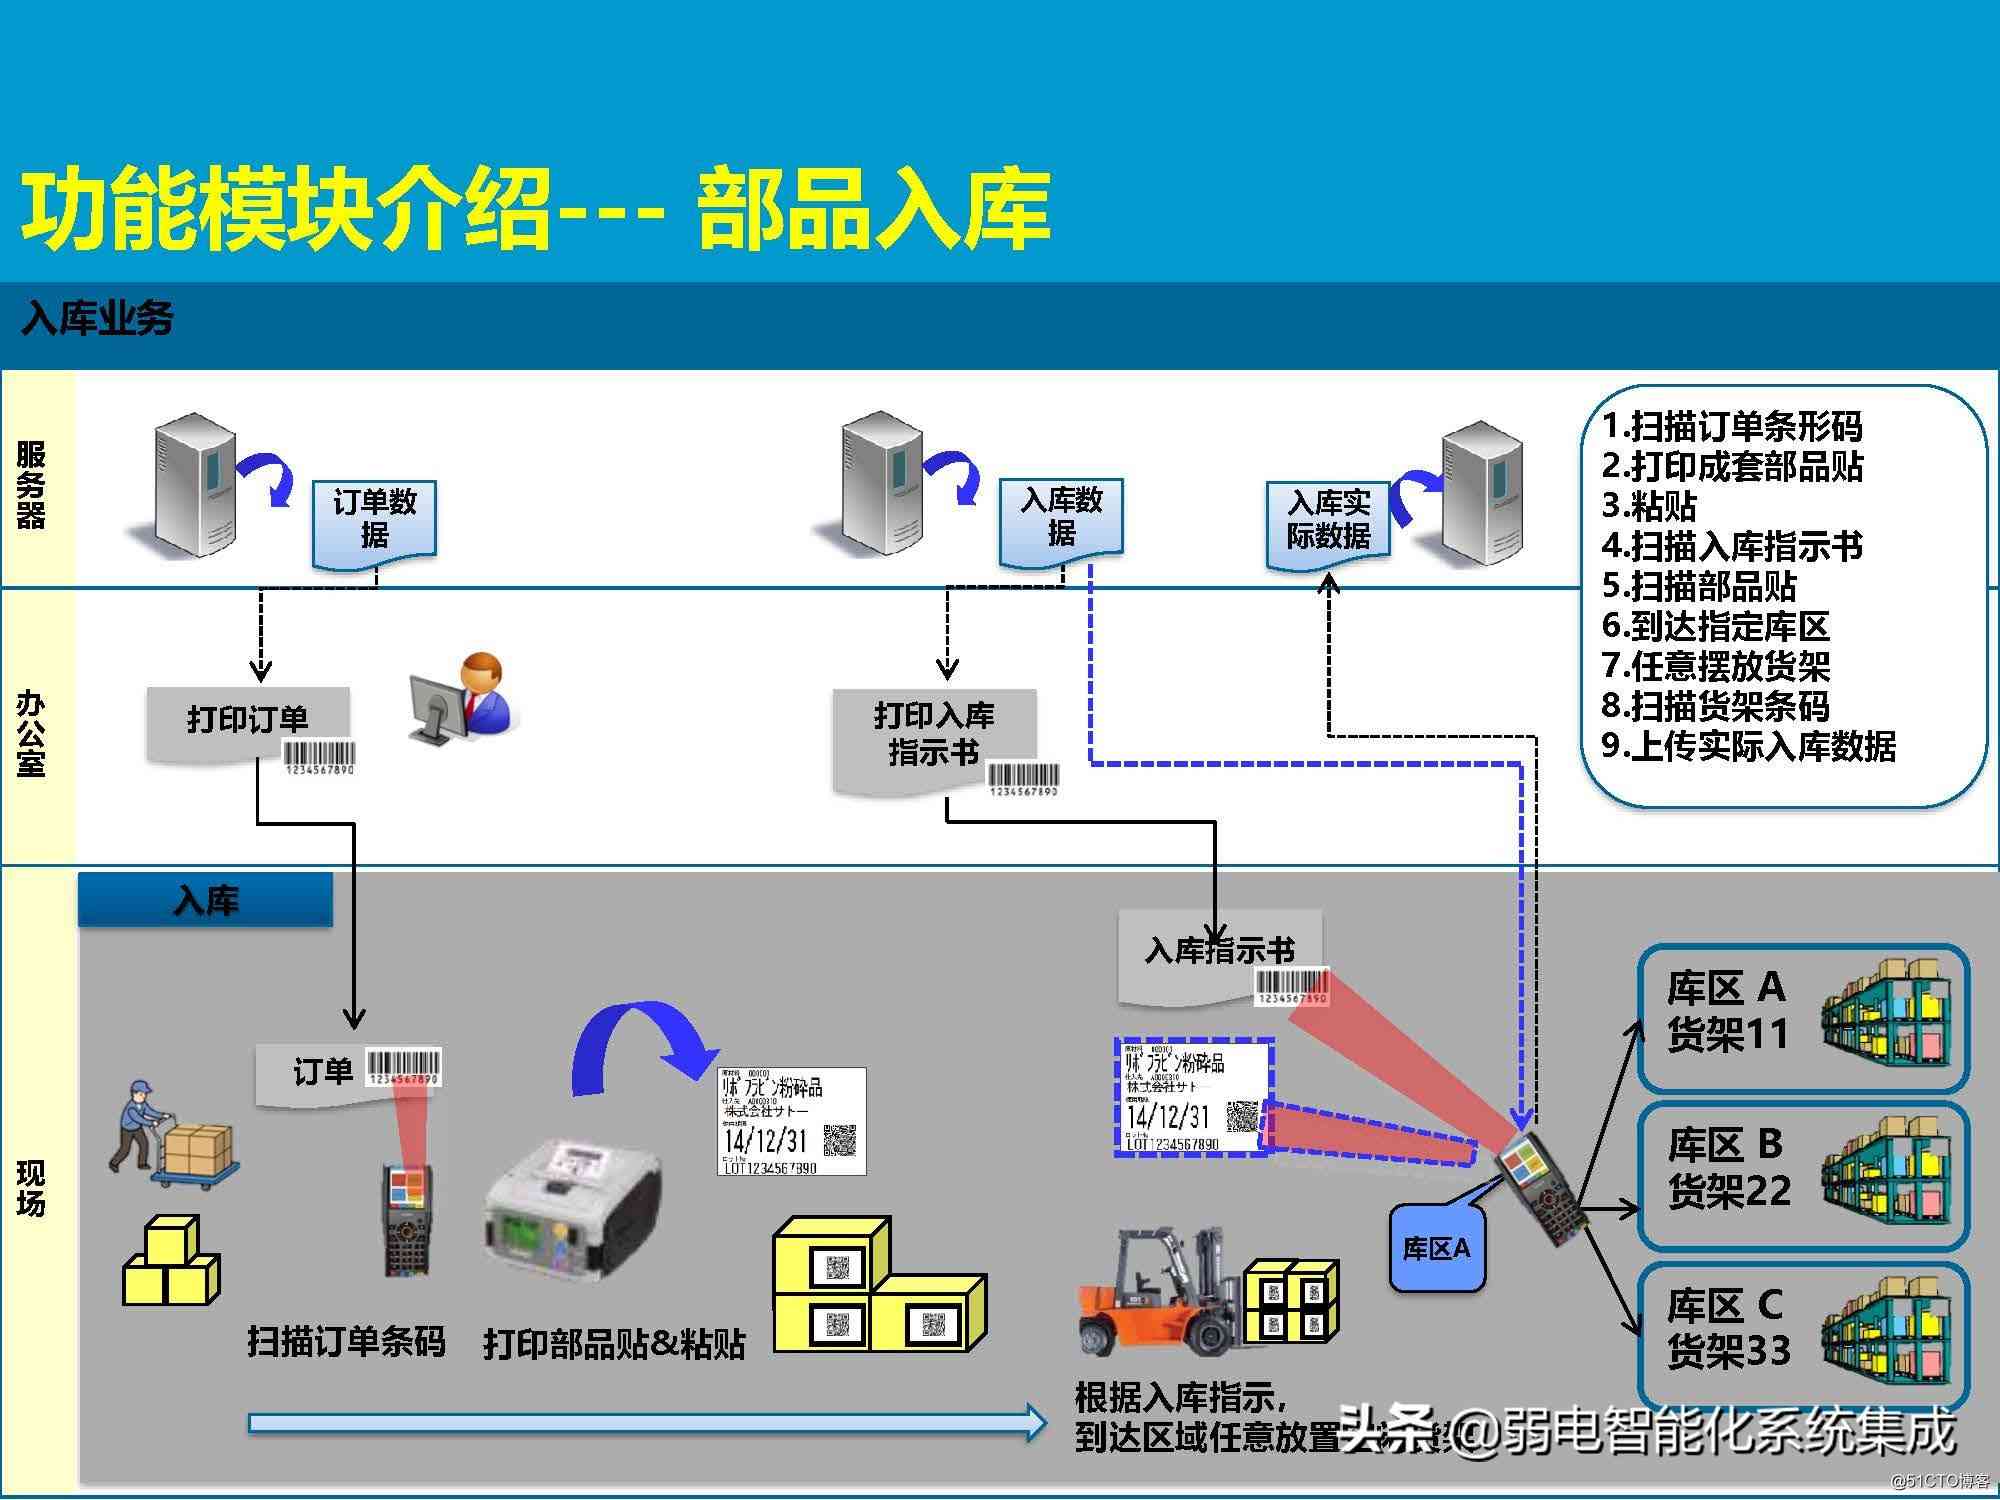 功能模块介绍--- 部品入库
入库业务
服务器
订单数
据
入库数
据
入库实
际数据
1.扫描订单条形码
2.打印成套部品贴
3.粘贴
4.扫描入库指示书
5.扫描部品贴
6.到达指定库区
7.任意摆放货架
8.扫描货架条码
9.上传实际入库数据
办公室
打印订单
1234567890
打印入库
指示书
1234567890
现场
入库
订单
1234567890
リボフラビン粉砕品
株式会社サトー
14/12/31
LOT1234567890
入库指示书
1234567890
リボフラビン粉砕品
株式会社サトー
14/12/31
LOT1234567890
库区A
库区 A
货架11
库区 B
货架22
库区 C
货架33
扫描订单条码
打印部品贴&粘贴
根据入库指示，
到达区域任意放置
头条 @弱电智能化系统集成
@51CTO博客